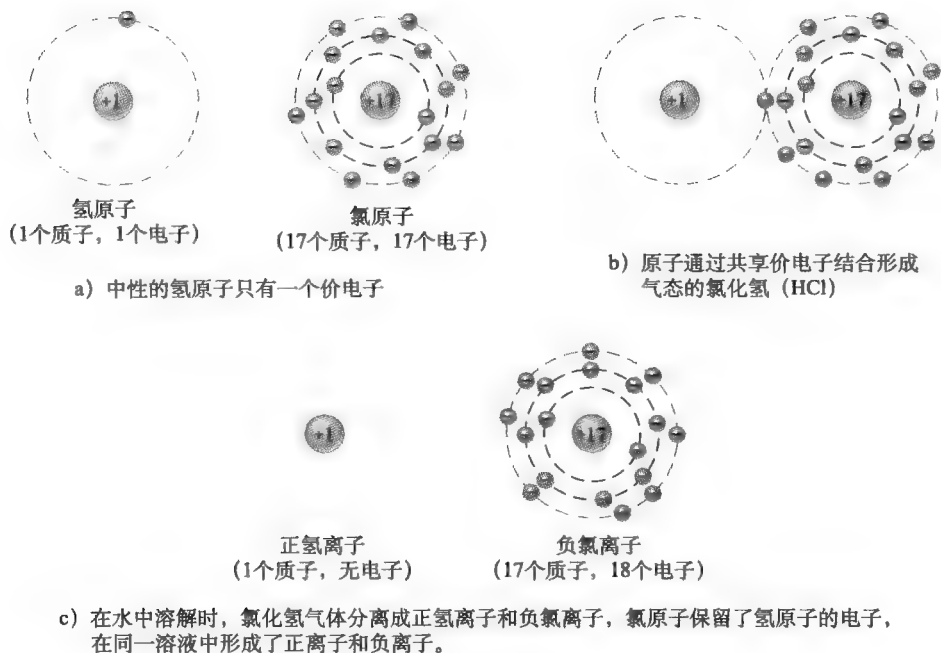 +1
+17
氢原子
(1个质子，1个电子)
氯原子
(17个质子，17个电子)
a) 中性的氢原子只有一个价电子
+1
+17
b) 原子通过共享价电子结合形成
气态的氯化氢（HCl）
+1
+17
正氢离子
(1个质子，无电子)
负氯离子
(17个质子，18个电子)
c) 在水中溶解时，氯化氢气体分离成正氢离子和负氯离子，氯原子保留了氢原子的电子，
在同一溶液中形成了正离子和负离子。